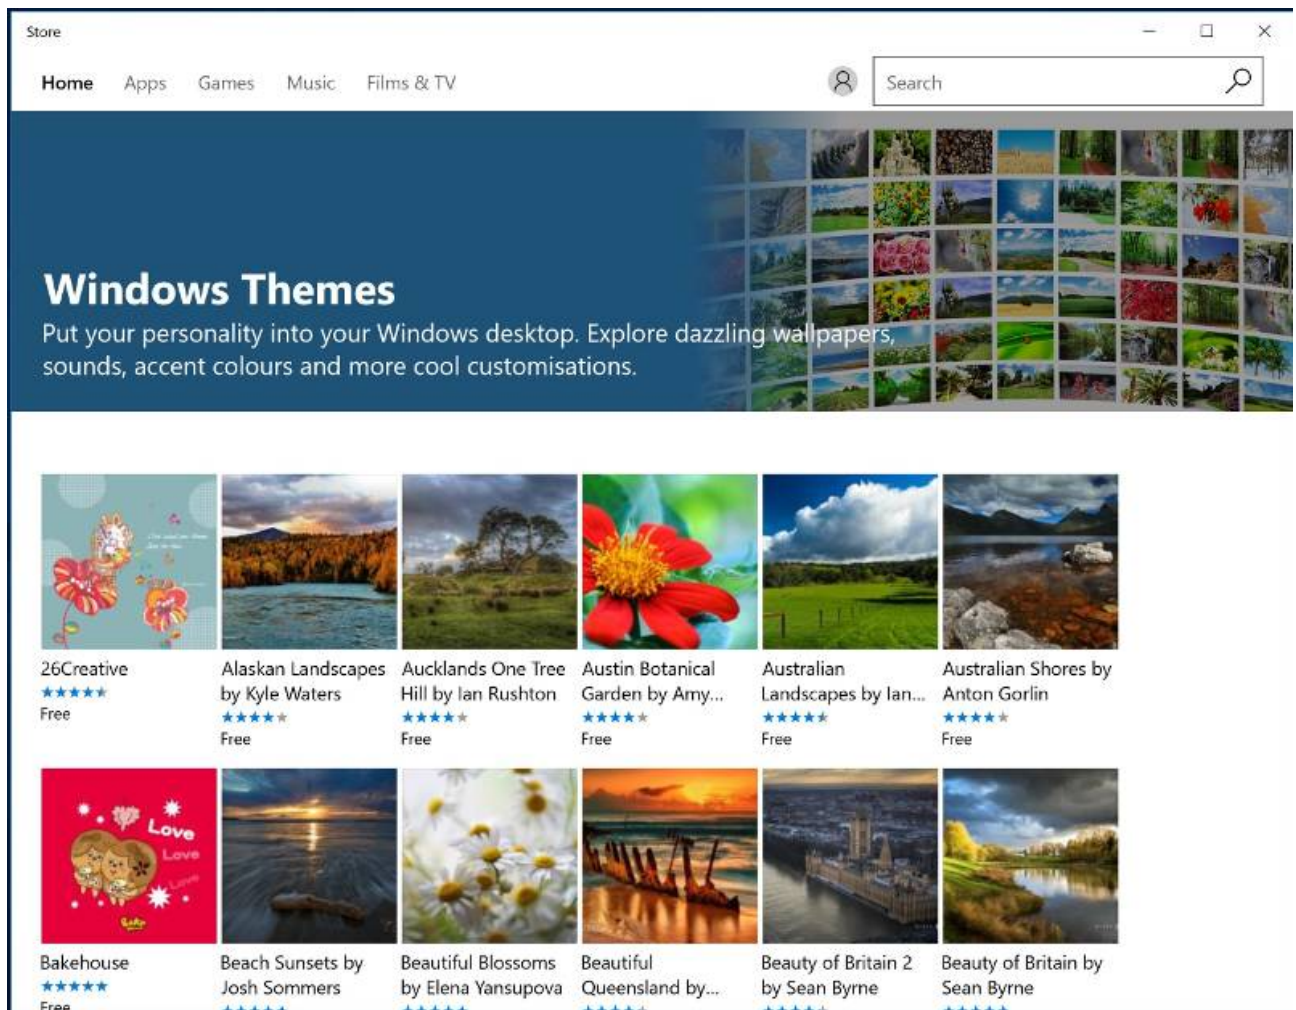 Store
Home Apps Games Music Films & TV
Search
Windows Themes
Put your personality into your Windows desktop. Explore dazzling wallpapers,
sounds, accent colours and more cool customisations.
26Creative
Free
Alaskan Landscapes
by Kyle Waters
Free
Aucklands One Tree
Hill by Ian Rushton
Free
Austin Botanical
Garden by Amy...
Free
Australian
Landscapes by Ian...
Free
Australian Shores by
Anton Gorlin
Free
Love
Love
Love
Bakehouse
Free
Beach Sunsets by
Josh Sommers
Beautiful Blossoms
by Elena Yansupova
Beautiful
Queensland by...
Beauty of Britain 2
by Sean Byrne
Beauty of Britain by
Sean Byrne